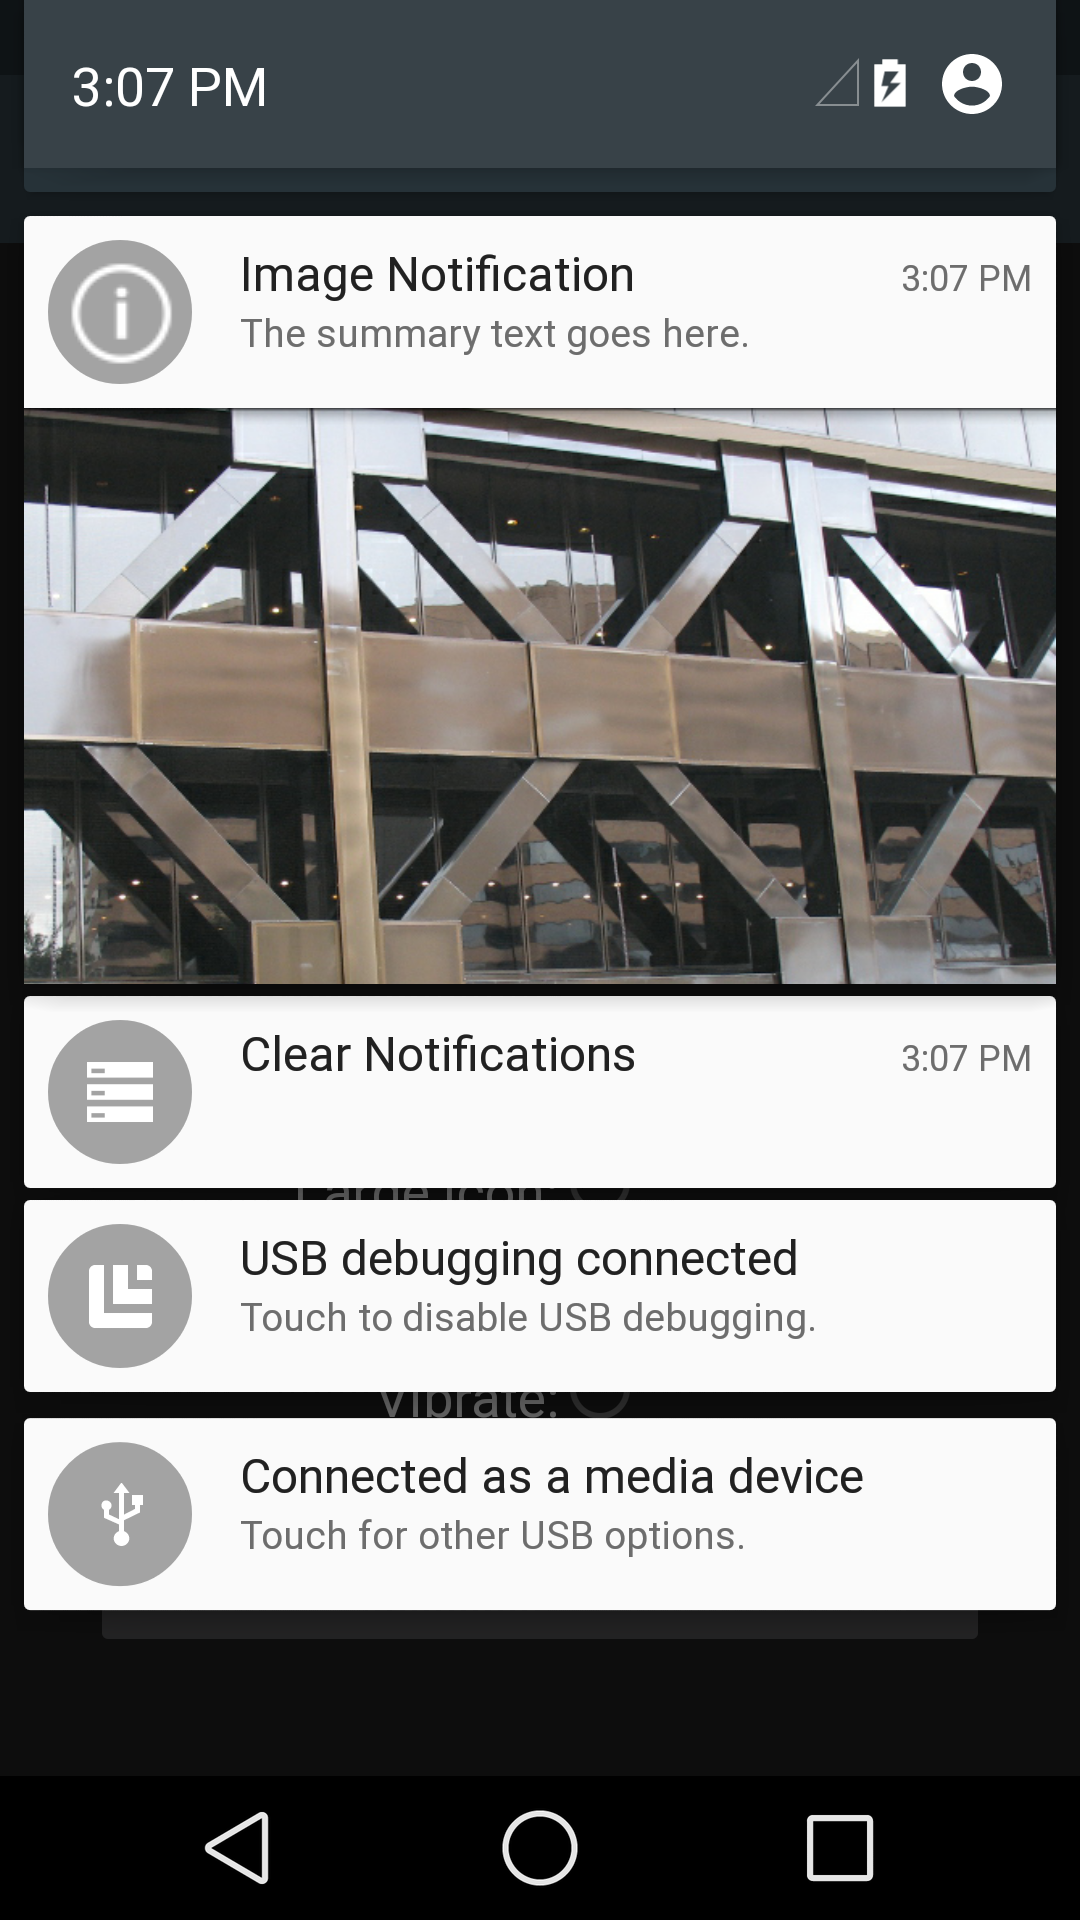 3:07 PM
Image Notification 3:07 PM
The summary text goes here.
Clear Notifications 3:07 PM
Large Icon:
USB debugging connected
Touch to disable USB debugging.
Vibrate:
Connected as a media device
Touch for other USB options.